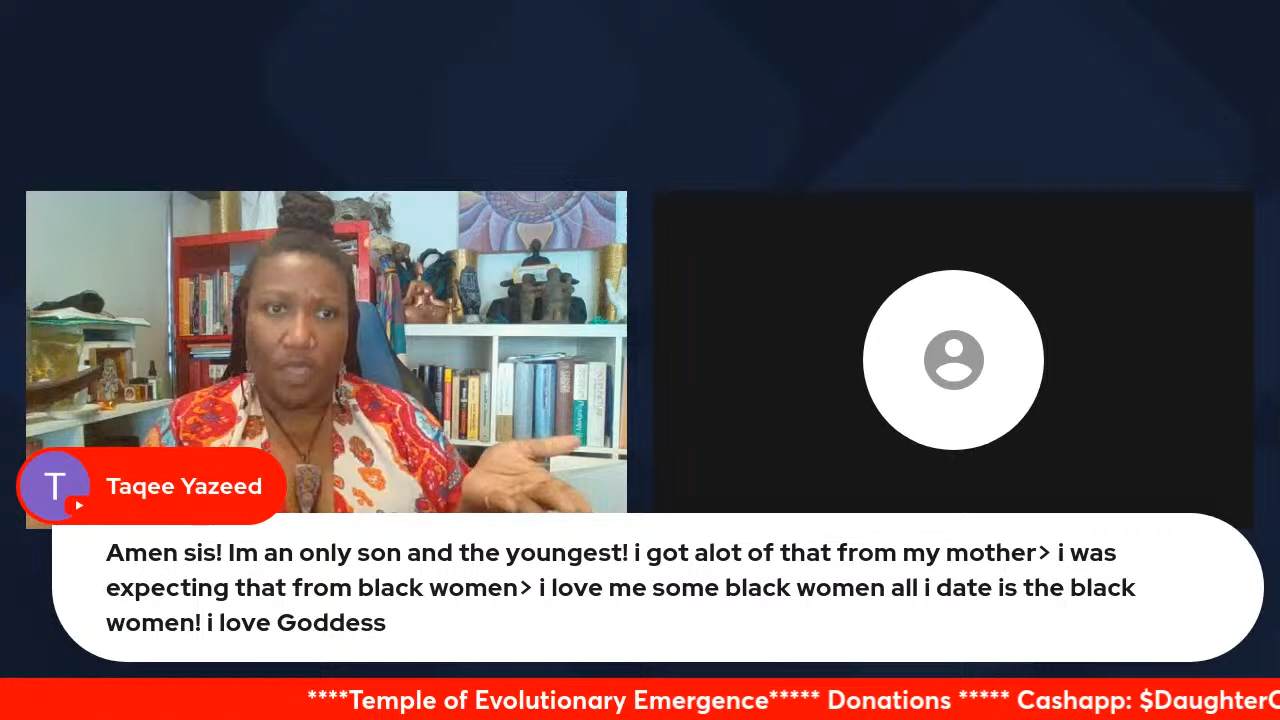 T
Taqee Yazeed
Amen sis! Im an only son and the youngest! i got alot of that from my mother> i was
expecting that from black women> i love me some black women all i date is the black
women! i love Goddess
****Temple of Evolutionary Emergence***** Donations ***** Cashapp: $DaughterO